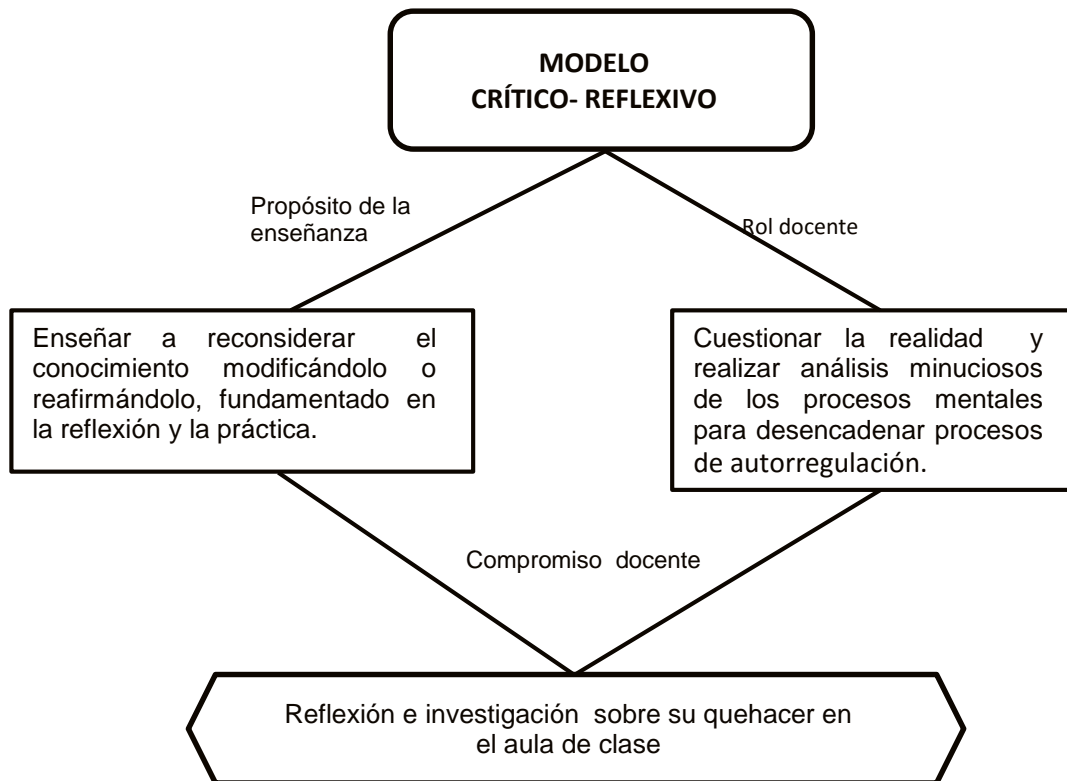 MODELO
CRÍTICO- REFLEXIVO
Propósito de la
enseñanza
Rol docente
Enseñar a reconsiderar el
conocimiento modificándolo o
reafirmándolo, fundamentado en
la reflexión y la práctica.
Cuestionar la realidad y
realizar análisis minuciosos
de los procesos mentales
para desencadenar procesos
de autorregulación.
Compromiso docente
Reflexión e investigación sobre su quehacer en
el aula de clase